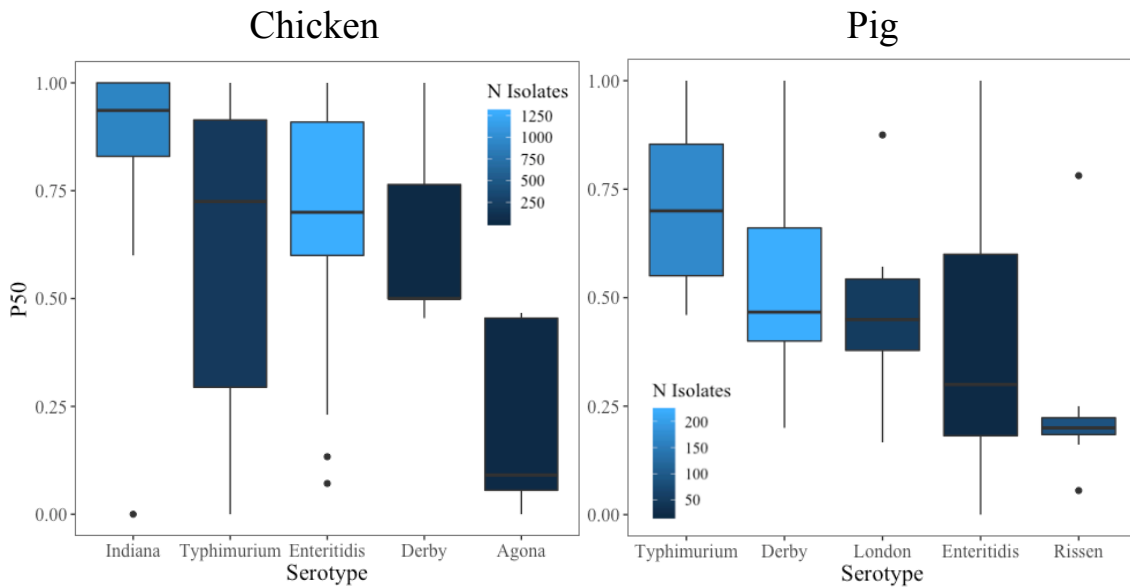 Chicken
Pig
P50
1.00
0.75
0.50
0.25
0.00
N Isolates
1250
1000
750
500
250
Indiana Typhimurium Enteritidis Derby Agona
Serotype
1.00
0.75
0.50
0.25
0.00
N Isolates
200
150
100
50
Typhimurium Derby London Enteritidis Rissen
Serotype